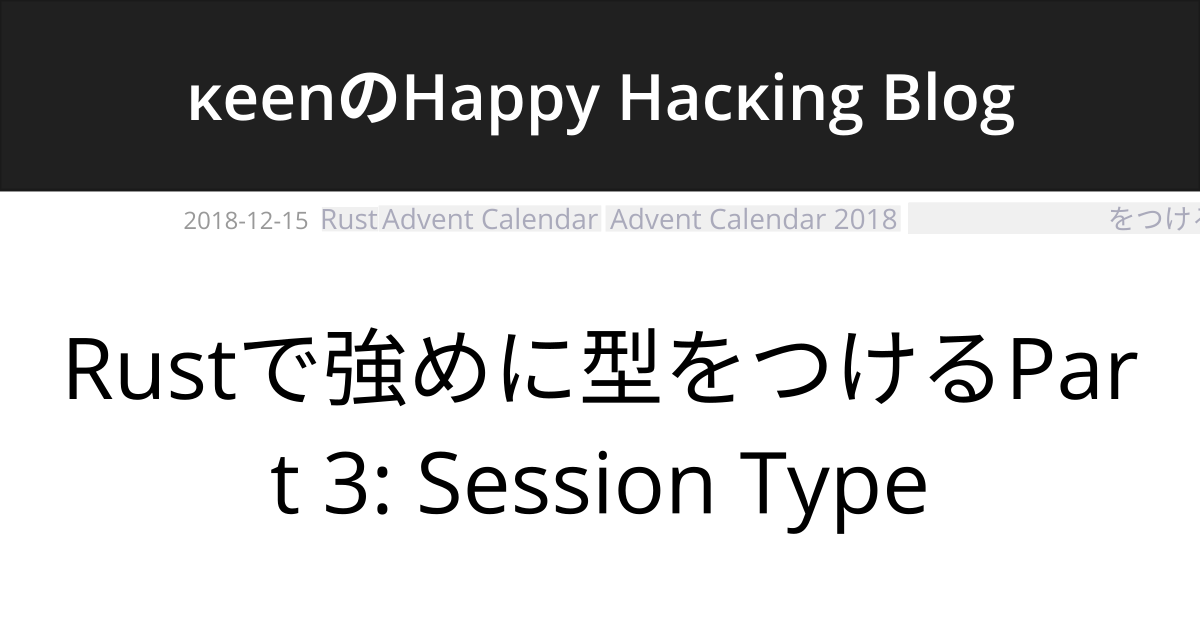 κeenのHappy Hacκing Blog
2018-12-15 Rust Advent Calendar Advent Calendar 2018 をつけ
Rustで強めに型をつけるPar
t 3: Session Type